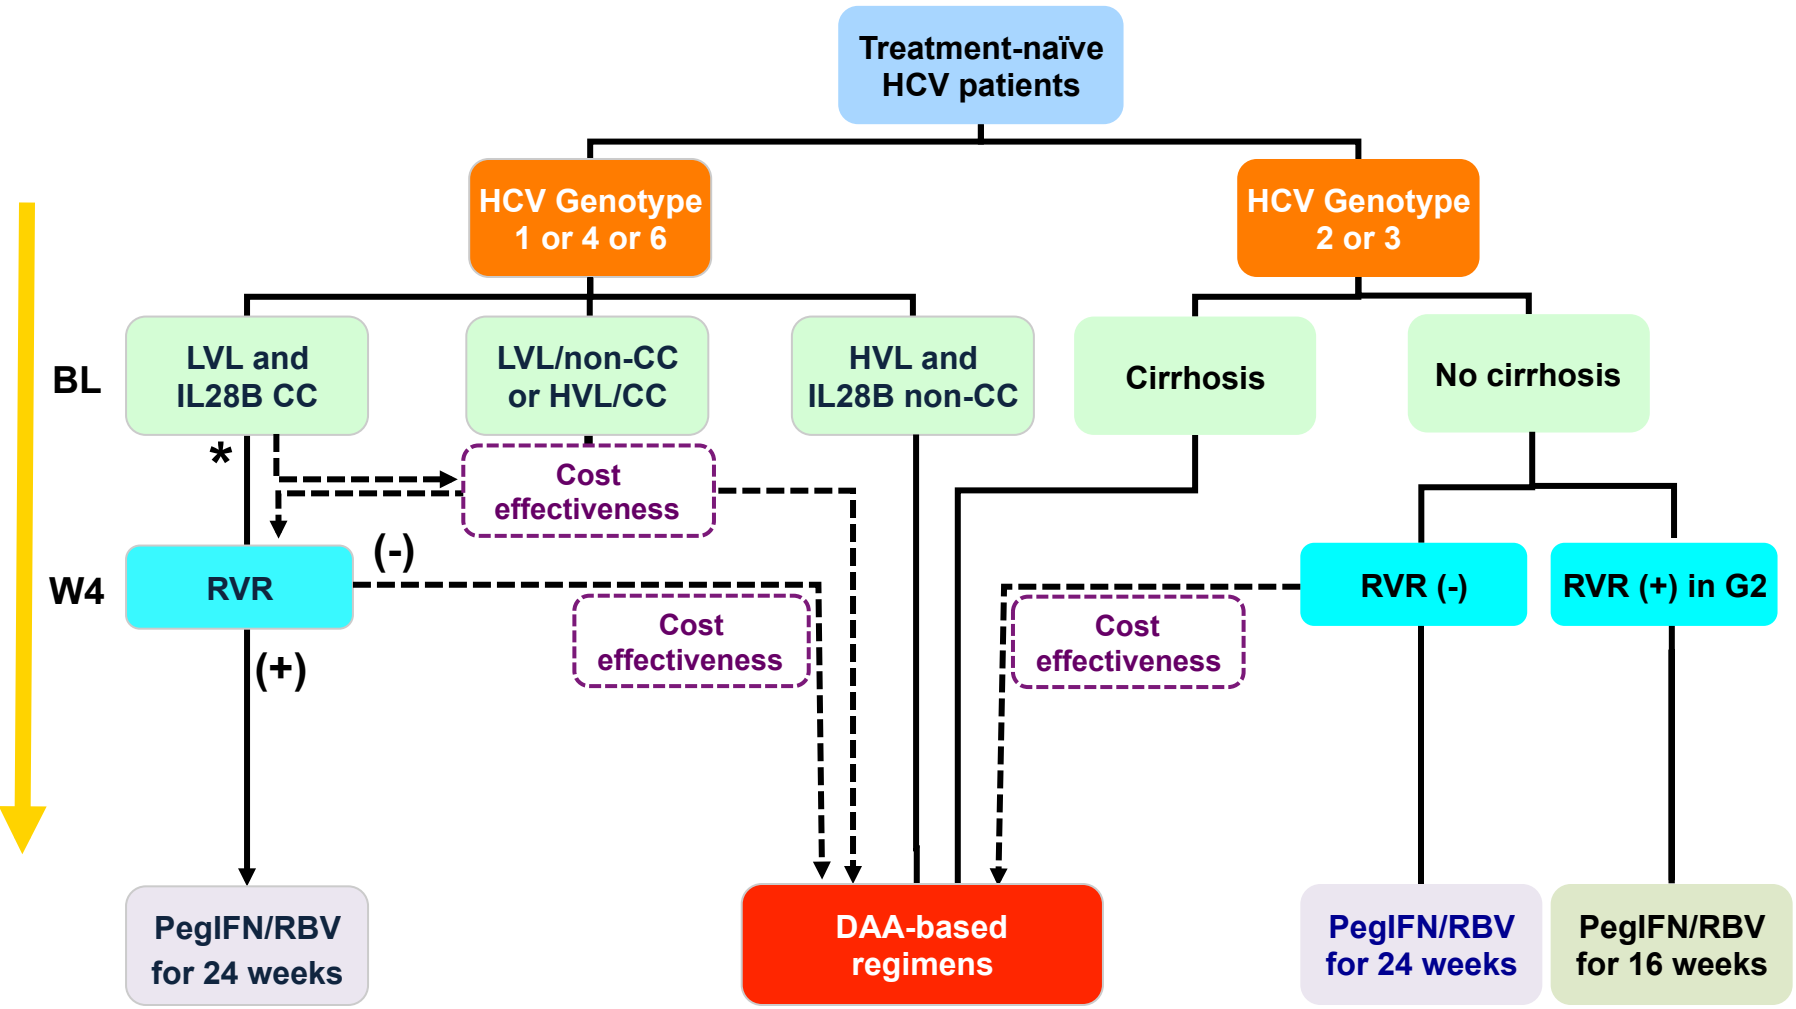 Treatment-naïve
HCV patients
HCV Genotype
1 or 4 or 6
HCV Genotype
2 or 3
BL
LVL and
IL28B CC
LVL/non-CC
or HVL/CC
HVL and
IL28B non-CC
Cirrhosis
No cirrhosis
*
Cost
effectiveness
W4
RVR
(-)
(+)
Cost
effectiveness
Cost
effectiveness
RVR (-)
RVR (+) in G2
PegIFN/RBV
for 24 weeks
DAA-based
regimens
PegIFN/RBV
for 24 weeks
PegIFN/RBV
for 16 weeks